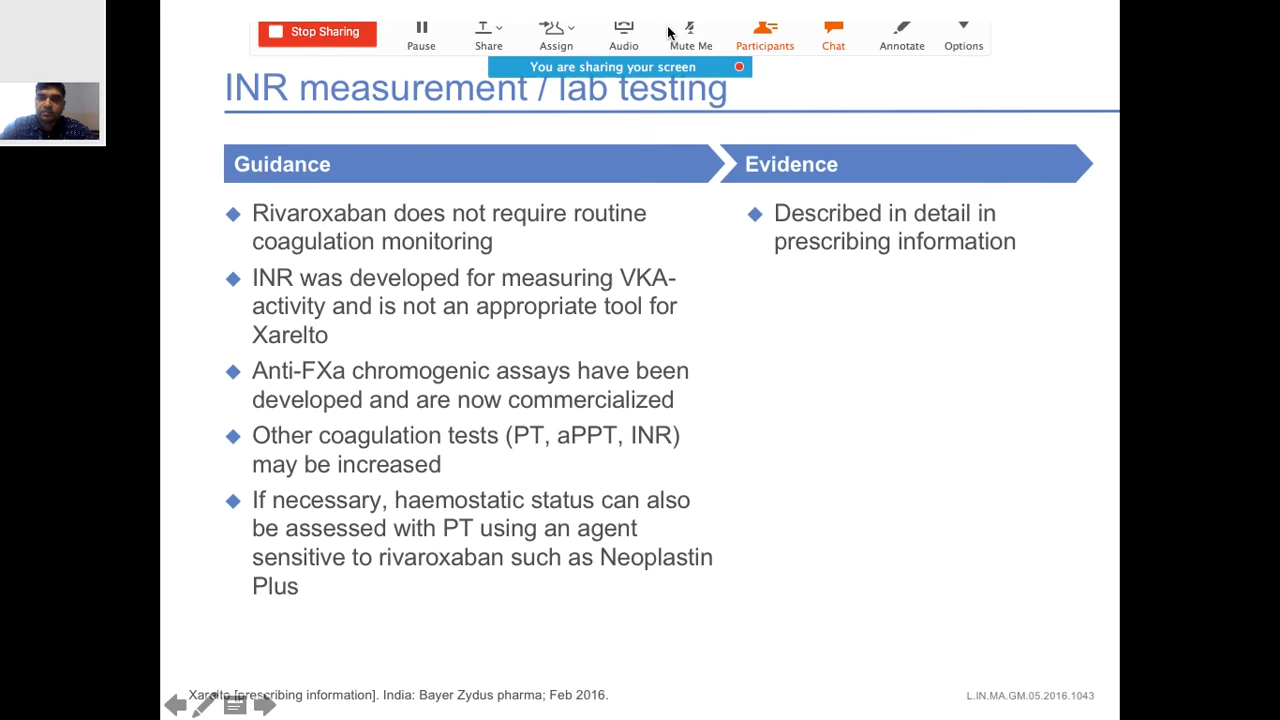 Stop Sharing
Pause
Share
Assign
Audio
Mute Me
Participants
Chat
Annotate
Options
You are sharing your screen
INR measurement / lab testing
Guidance
Rivaroxaban does not require routine
coagulation monitoring
INR was developed for measuring VKA-
activity and is not an appropriate tool for
Xarelto
Anti-FXa chromogenic assays have been
developed and are now commercialized
Other coagulation tests (PT, aPPT, INR)
may be increased
If necessary, haemostatic status can also
be assessed with PT using an agent
sensitive to rivaroxaban such as Neoplastin
Plus
Evidence
Described in detail in
prescribing information
Xarelto [prescribing information]. India: Bayer Zydus pharma; Feb 2016.
L.IN.MA.GM.05.2016.1043